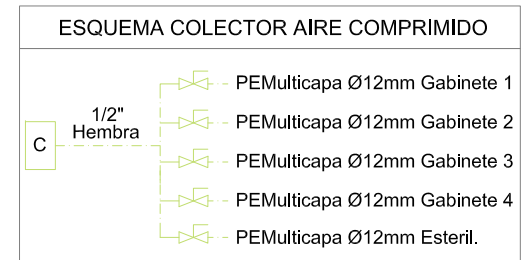 ESQUEMA COLECTOR AIRE COMPRIMIDO
PEMulticapa Ø12mm Gabinete 1
1/2"
Hembra
PEMulticapa Ø12mm Gabinete 2
C
PEMulticapa Ø12mm Gabinete 3
PEMulticapa Ø12mm Gabinete 4
PEMulticapa Ø12mm Esteril.